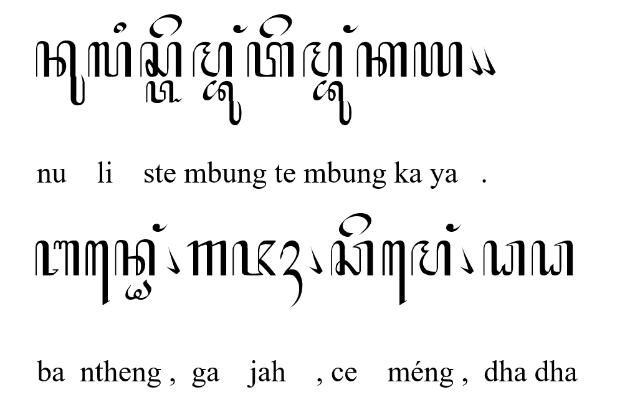 ꦤꦸꦭꦶꦱ꧀ꦠꦼꦩ꧀ꦧꦸꦁꦠꦼꦩ꧀ꦧꦸꦁꦏꦪ꧉
nu li ste mbung te mbung ka ya .
ꦧꦤ꧀ꦛꦺꦁ꧈ꦒꦗꦃ꧈ꦕꦼꦩꦺꦁ꧈ꦝꦝ
ba ntheng , ga jah , ce méng , dha dha